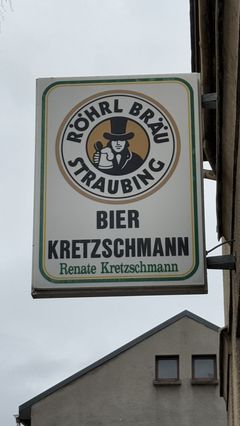 RÖHRL BRÄU
STRAUBING
BIER
KRETZSCHMANN
Renate Kretzschmann